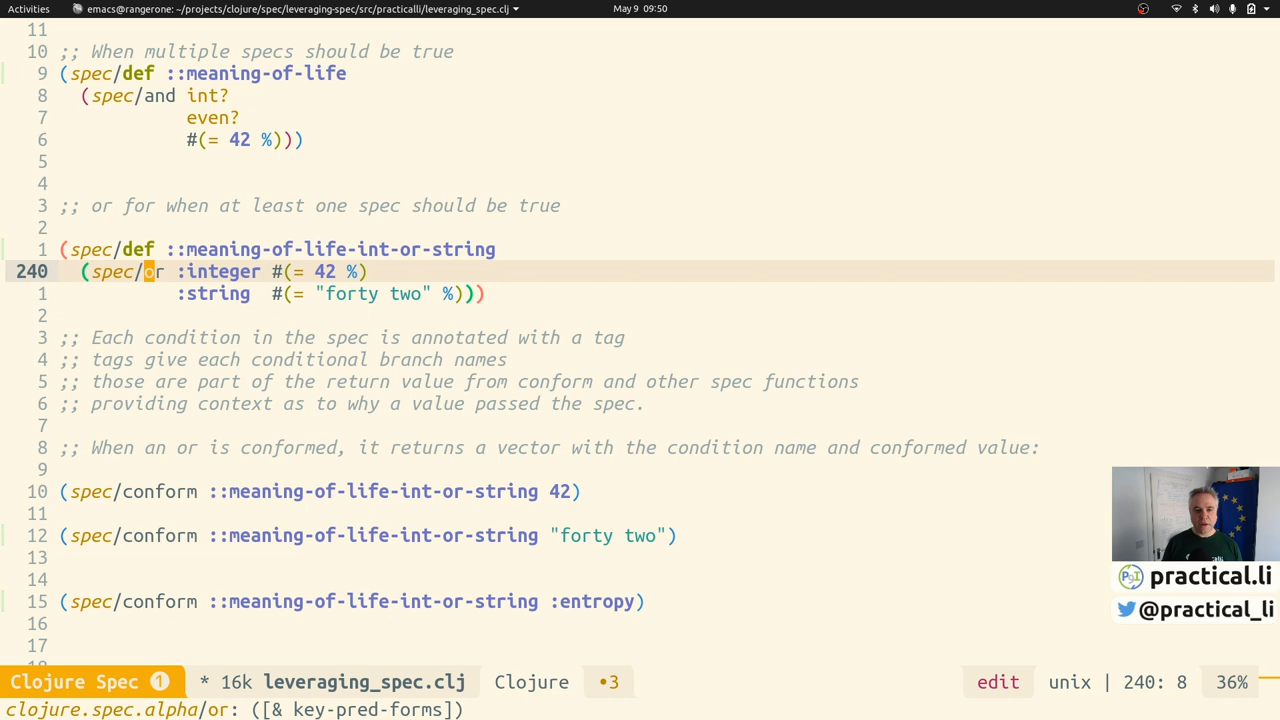 Activities emacs@rangerone: ~/projects/clojure/spec/leveraging-spec/src/practicalli/leveraging_spec.clj May 9 09:50
11
10 ;; When multiple specs should be true
9 (spec/def ::meaning-of-life
8 (spec/and int?
7 even?
6 #(= 42 %)))
5
4
3 ;; or for when at least one spec should be true
2
1 (spec/def ::meaning-of-life-int-or-string
240 (spec/or :integer #(= 42 %)
1 :string #(= "forty two" %)))
2
3 ;; Each condition in the spec is annotated with a tag
4 ;; tags give each conditional branch names
5 ;; those are part of the return value from conform and other spec functions
6 ;; providing context as to why a value passed the spec.
7
8 ;; When an or is conformed, it returns a vector with the condition name and conformed value:
9
10 (spec/conform ::meaning-of-life-int-or-string 42)
11
12 (spec/conform ::meaning-of-life-int-or-string "forty two")
13
14
15 (spec/conform ::meaning-of-life-int-or-string :entropy)
16
17
18
practical.li
@practical_li
Clojure Spec 1 * 16k leveraging_spec.clj Clojure •3 edit unix | 240: 8 36%
clojure.spec.alpha/or: ([& key-pred-forms])